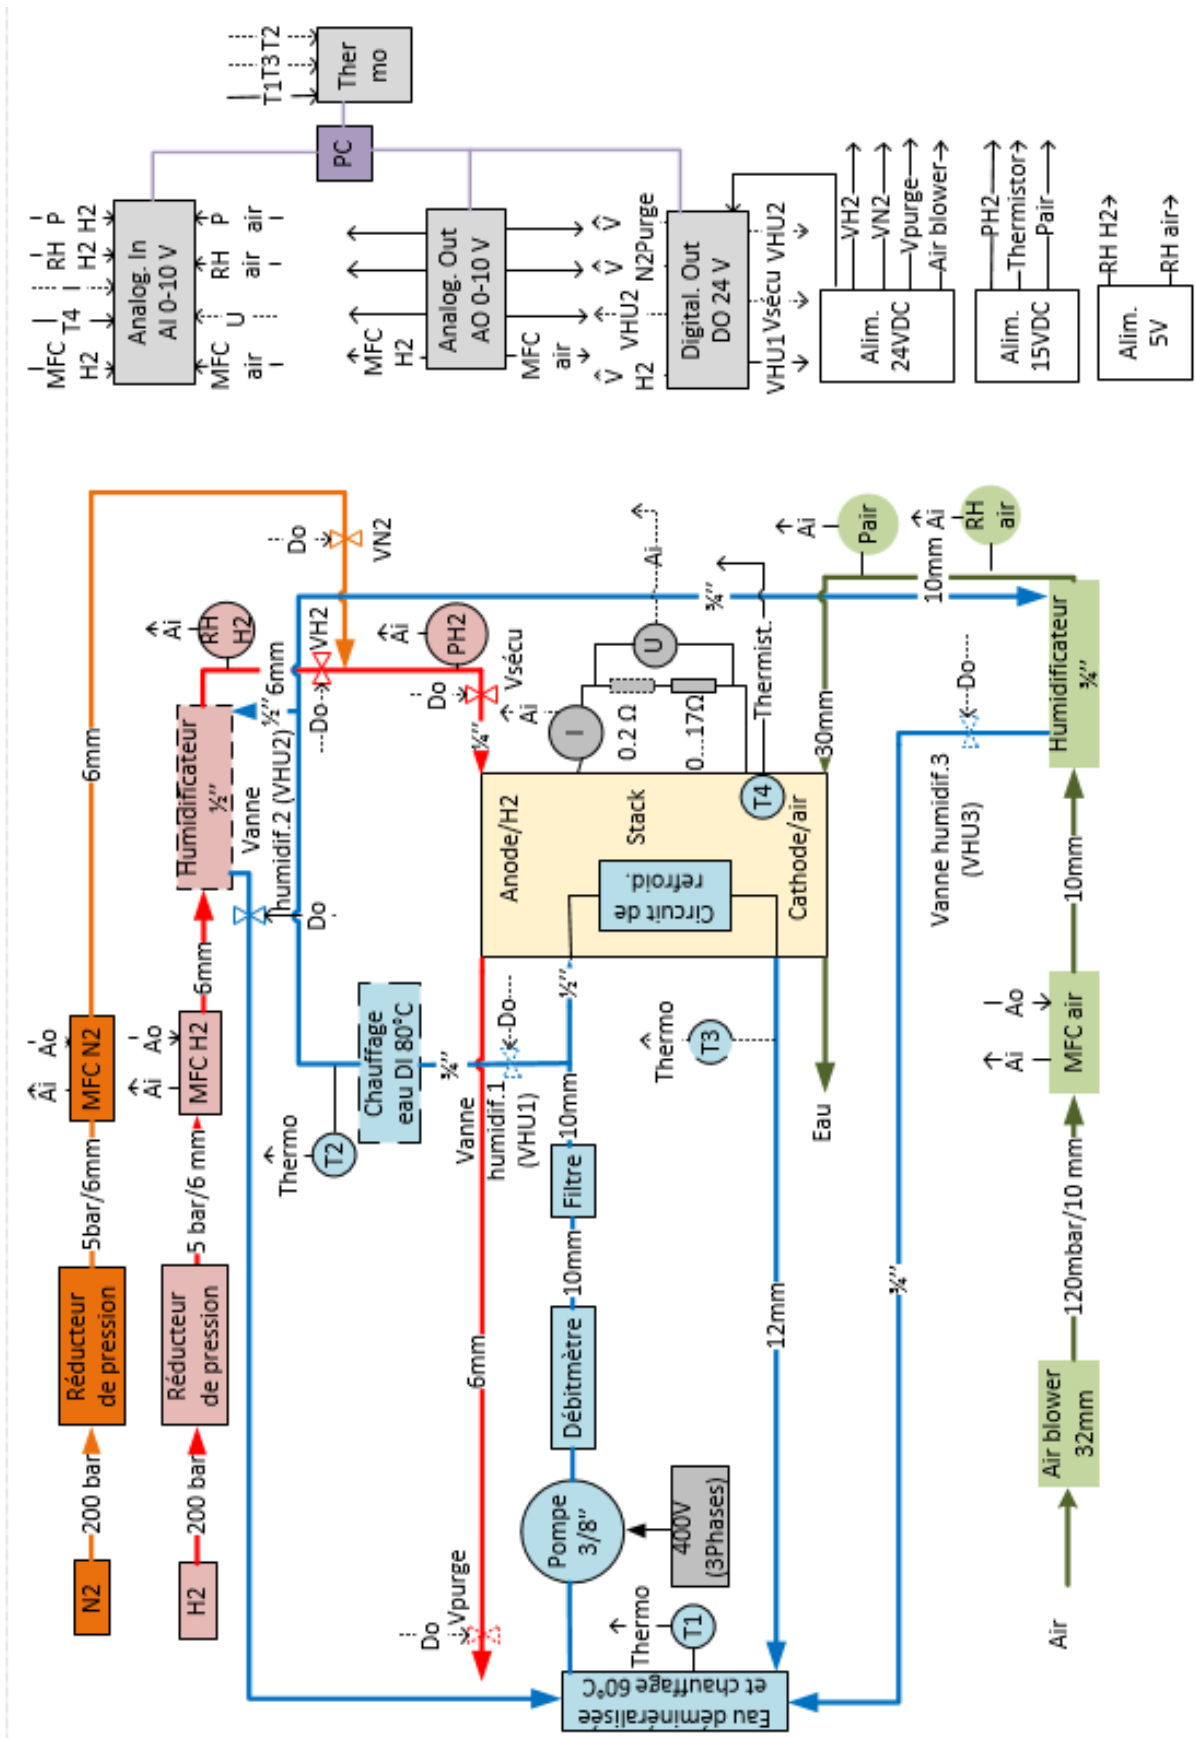 N2
200 bar
Réducteur
de pression
5bar/6mm
MFC N2
Ai
Ao
6mm
H2
200 bar
Réducteur
de pression
5 bar/6 mm
MFC H2
Ai
Ao
6mm
Humidificateur
½''
Ai
RH
H2
Vanne
humidif.2 (VHU2)
½''
6mm
Do
Do
VH2
Do
VN2
Thermo
T2
Chauffage
eau DI 80°C
¾''
Ai
PH2
Do
Vsécu
¼''
Do
Vpurge
6mm
Vanne
humidif.1
(VHU1)
Do
Pompe
3/8''
10mm
Débitmètre
Filtre
10mm
½''
400V
(3Phases)
Anode/H2
Stack
Circuit de
refroid.
Cathode/air
I
Ai
0.2 Ω
0...17Ω
U
Ai
¾''
T4
Thermist.
Eau déminéralisée
et chauffage 60°C
Thermo
T1
12mm
Thermo
T3
30mm
Eau
Ai
Pair
10mm
Ai
RH
air
¾''
Vanne humidif.3
(VHU3)
Do
Air
Air blower
32mm
120mbar/10 mm
MFC air
Ai
Ao
10mm
Humidificateur
¾''
MFC
H2
T4
I
RH
H2
P
H2
Analog. In
AI 0-10 V
MFC
air
U
RH
air
P
air
T1
T3
T2
Ther
mo
PC
MFC
H2
Analog. Out
AO 0-10 V
MFC
air
V
H2
VHU2
V
N2
V
Purge
Digital. Out
DO 24 V
VHU1
Vsécu
VHU2
Alim.
24VDC
VH2
VN2
Vpurge
Air blower
Alim.
15VDC
PH2
Thermistor
Pair
Alim.
5V
RH H2
RH air